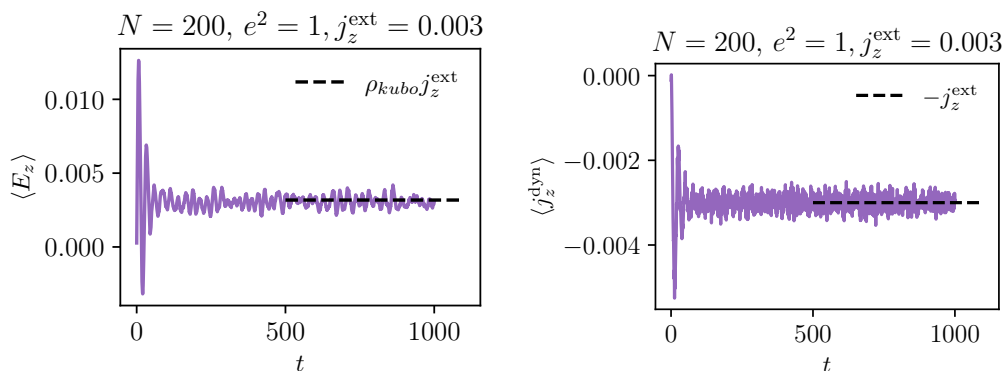 N = 200, e² = 1, j_z^ext = 0.003
ρ_kubo j_z^ext
0.010
0.005
0.000
⟨E_z⟩
0 500 1000
t
N = 200, e² = 1, j_z^ext = 0.003
−j_z^ext
0.000
−0.002
−0.004
⟨j_z^dyn⟩
0 500 1000
t